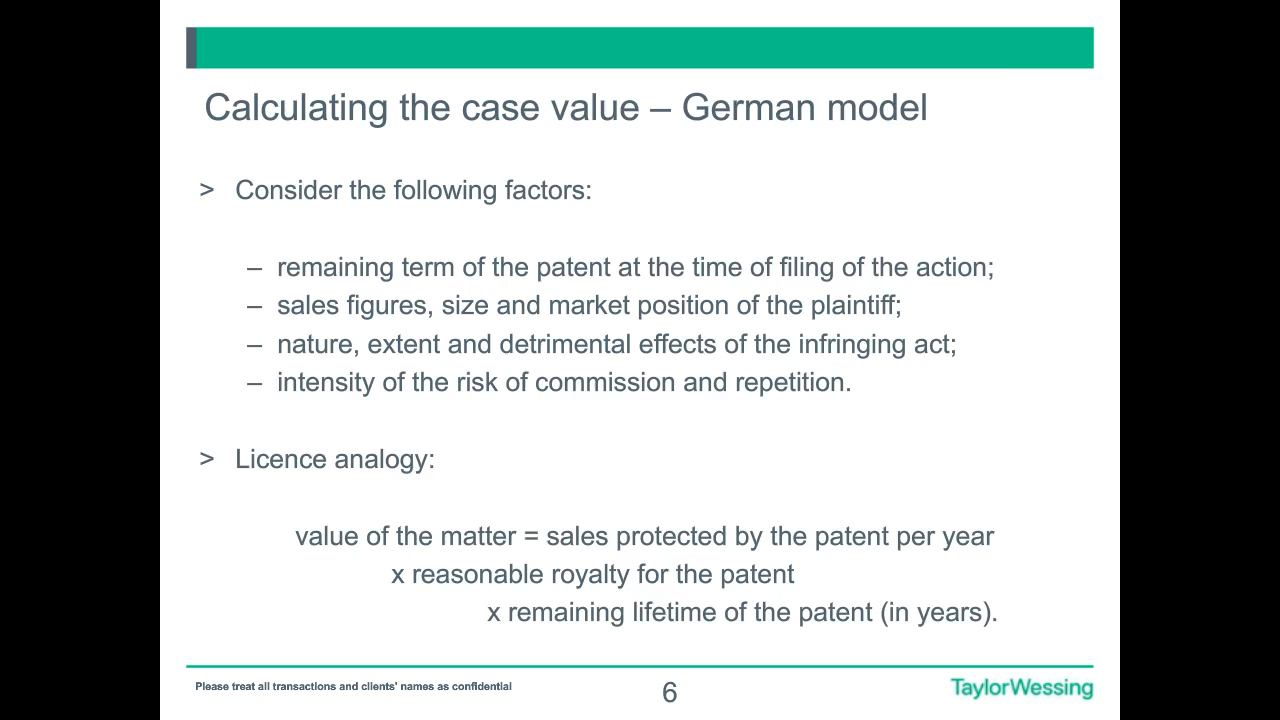 Calculating the case value – German model
> Consider the following factors:
– remaining term of the patent at the time of filing of the action;
– sales figures, size and market position of the plaintiff;
– nature, extent and detrimental effects of the infringing act;
– intensity of the risk of commission and repetition.
> Licence analogy:
value of the matter = sales protected by the patent per year
x reasonable royalty for the patent
x remaining lifetime of the patent (in years).
Please treat all transactions and clients' names as confidential
6
TaylorWessing